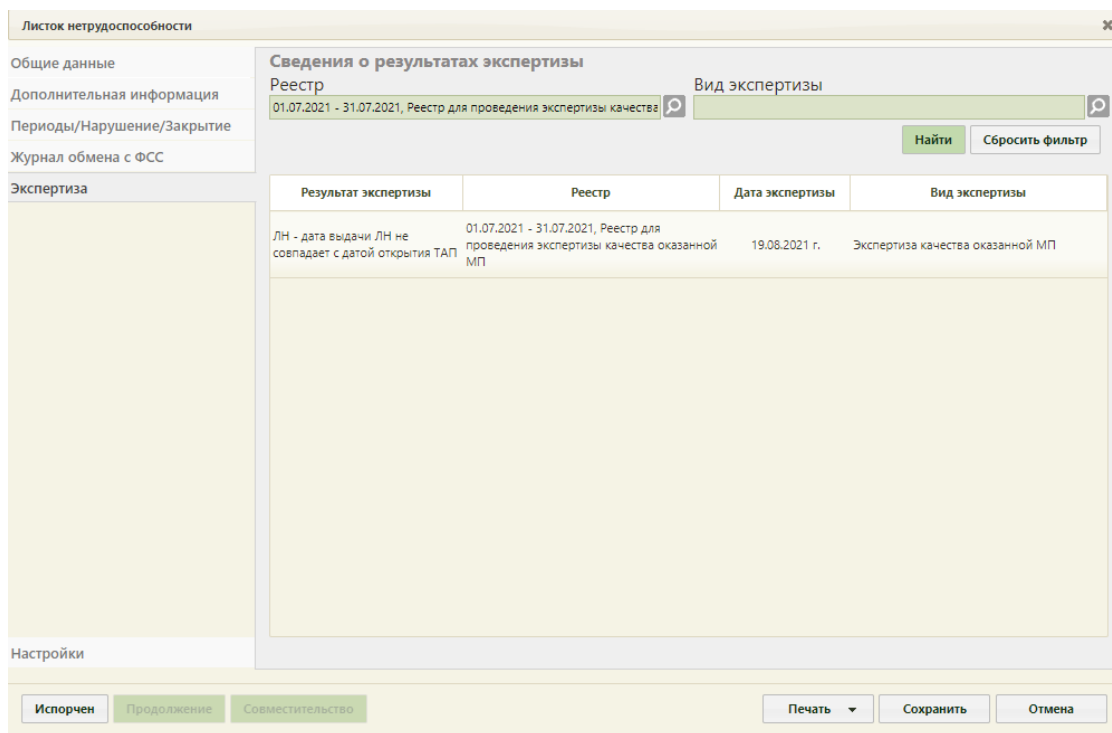 Листок нетрудоспособности
Общие данные
Дополнительная информация
Периоды/Нарушение/Закрытие
Журнал обмена с ФСС
Экспертиза
Настройки
Сведения о результатах экспертизы
Реестр
Вид экспертизы
01.07.2021 - 31.07.2021, Реестр для проведения экспертизы качества
Найти
Сбросить фильтр
Результат экспертизы
Реестр
Дата экспертизы
Вид экспертизы
ЛН - дата выдачи ЛН не
совпадает с датой открытия ТАП
01.07.2021 - 31.07.2021, Реестр для
проведения экспертизы качества оказанной
МП
19.08.2021 г.
Экспертиза качества оказанной МП
Испорчен
Продолжение
Совместительство
Печать
Сохранить
Отмена